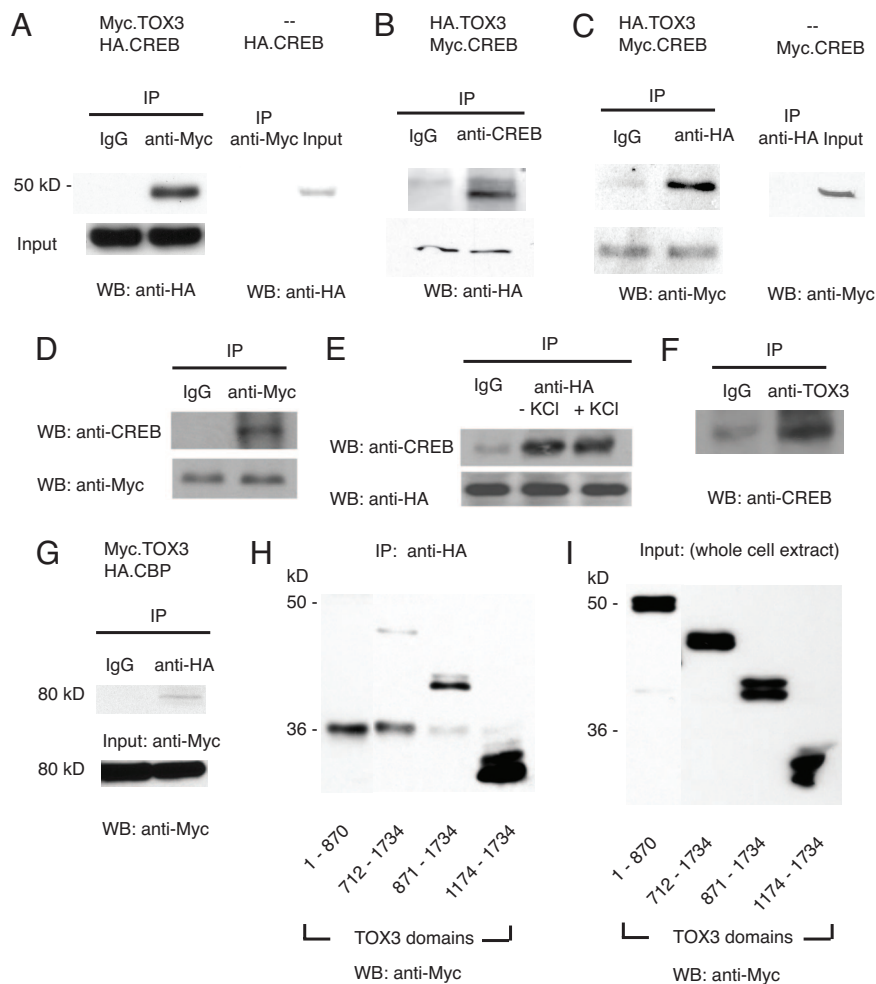 A
Myc.TOX3
HA.CREB
--
HA.CREB
IP
IgG anti-Myc
IP
anti-Myc Input
50 kD -
Input
WB: anti-HA
WB: anti-HA
B
HA.TOX3
Myc.CREB
IP
IgG anti-CREB
WB: anti-HA
C
HA.TOX3
Myc.CREB
--
Myc.CREB
IP
IgG anti-HA
IP
anti-HA Input
WB: anti-Myc
WB: anti-Myc
D
IP
IgG anti-Myc
WB: anti-CREB
WB: anti-Myc
E
IP
IgG anti-HA
- KCl + KCl
WB: anti-CREB
WB: anti-HA
F
IP
IgG anti-TOX3
WB: anti-CREB
G
Myc.TOX3
HA.CBP
IP
IgG anti-HA
80 kD
Input: anti-Myc
80 kD
WB: anti-Myc
H
IP: anti-HA
kD
50 -
36 -
1 - 870
712 - 1734
871 - 1734
1174 - 1734
TOX3 domains
WB: anti-Myc
I
Input: (whole cell extract)
kD
50 -
36 -
1 - 870
712 - 1734
871 - 1734
1174 - 1734
TOX3 domains
WB: anti-Myc